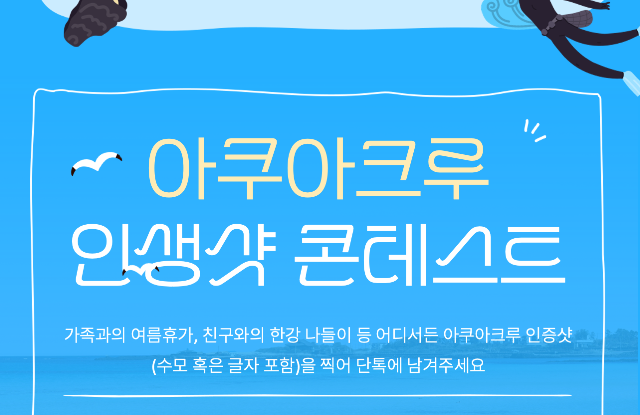 아쿠아크루
인생샷 콘테스트
가족과의 여름휴가, 친구와의 한강 나들이 등 어디서든 아쿠아크루 인증샷
(수모 혹은 글자 포함)을 찍어 단톡에 남겨주세요